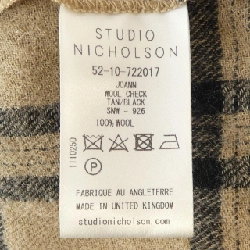 STUDIO
NICHOLSON
52-10-722017
JOANN
WOOL CHECK
TAN/BLACK
SNW - 926
100% WOOL
1110280
P
FABRIQUE AU ANGLETERRE
MADE IN UNITED KINGDOM
studionicholson.com